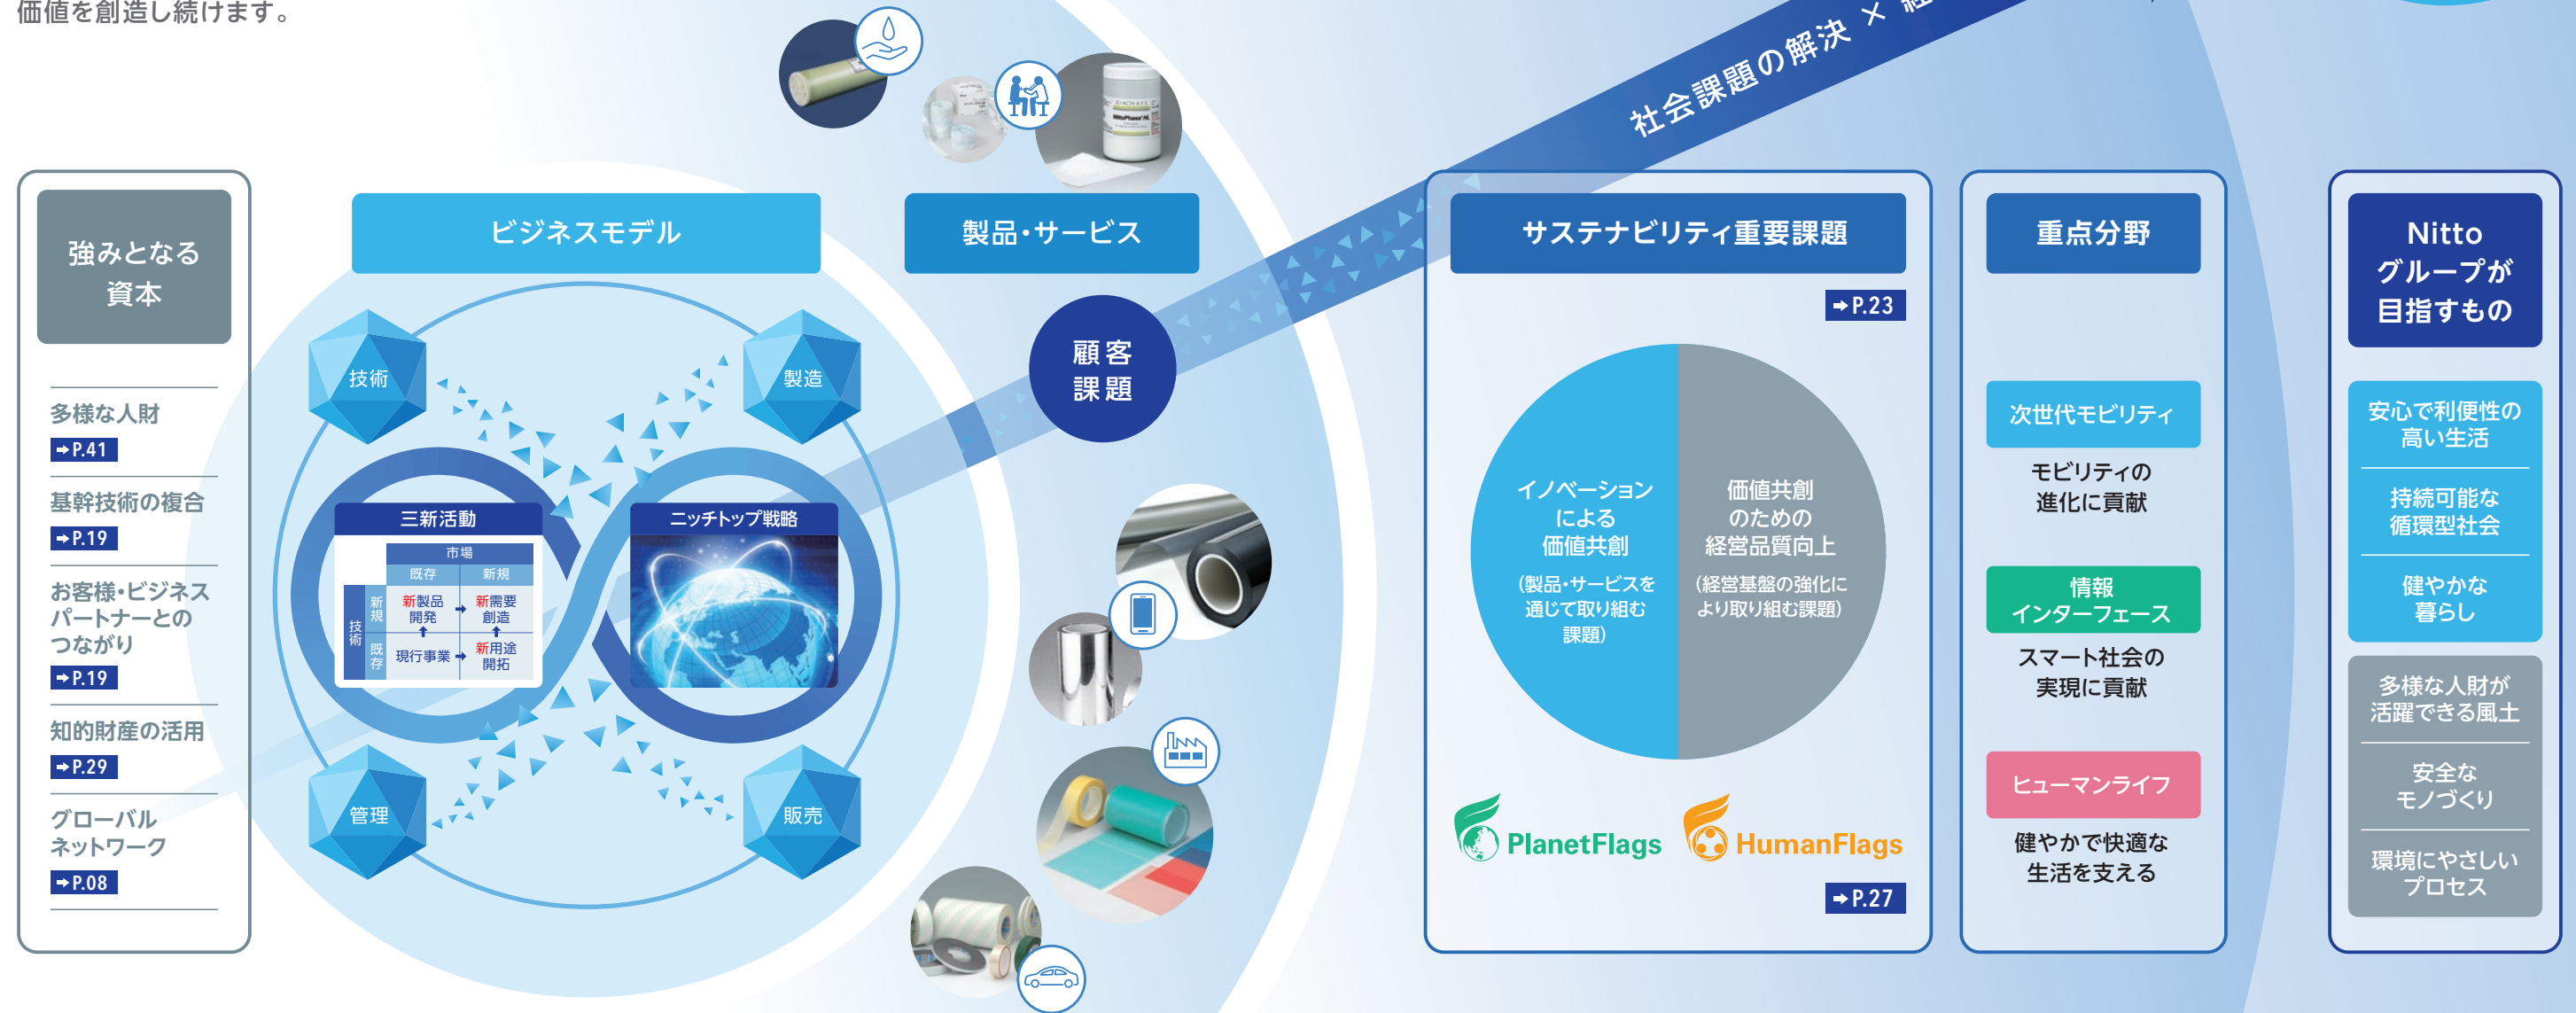 価値を創造し続けます。
社会課題の解決 ×
強みとなる
資本
多様な人財
➡P.41
基幹技術の複合
➡P.19
お客様・ビジネス
パートナーとの
つながり
➡P.19
知的財産の活用
➡P.29
グローバル
ネットワーク
➡P.08
ビジネスモデル
技術
製造
三新活動
市場
既存
新規
技術
新規
新製品
開発
新需要
創造
既存
現行事業
新用途
開拓
ニッチトップ戦略
管理
販売
製品・サービス
NittoPhase® HL
顧客
課題
サステナビリティ重要課題
➡P.23
イノベーション
による
価値共創
(製品・サービスを
通じて取り組む
課題)
価値共創
のための
経営品質向上
(経営基盤の強化に
より取り組む課題)
PlanetFlags
HumanFlags
➡P.27
重点分野
次世代モビリティ
モビリティの
進化に貢献
情報
インターフェース
スマート社会の
実現に貢献
ヒューマンライフ
健やかで快適な
生活を支える
Nitto
グループが
目指すもの
安心で利便性の
高い生活
持続可能な
循環型社会
健やかな
暮らし
多様な人財が
活躍できる風土
安全な
モノづくり
環境にやさしい
プロセス